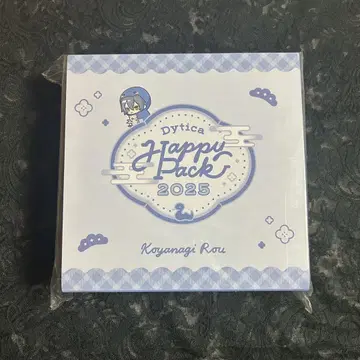 Dytica
Happy
Pack
2025
Koyanagi Rou